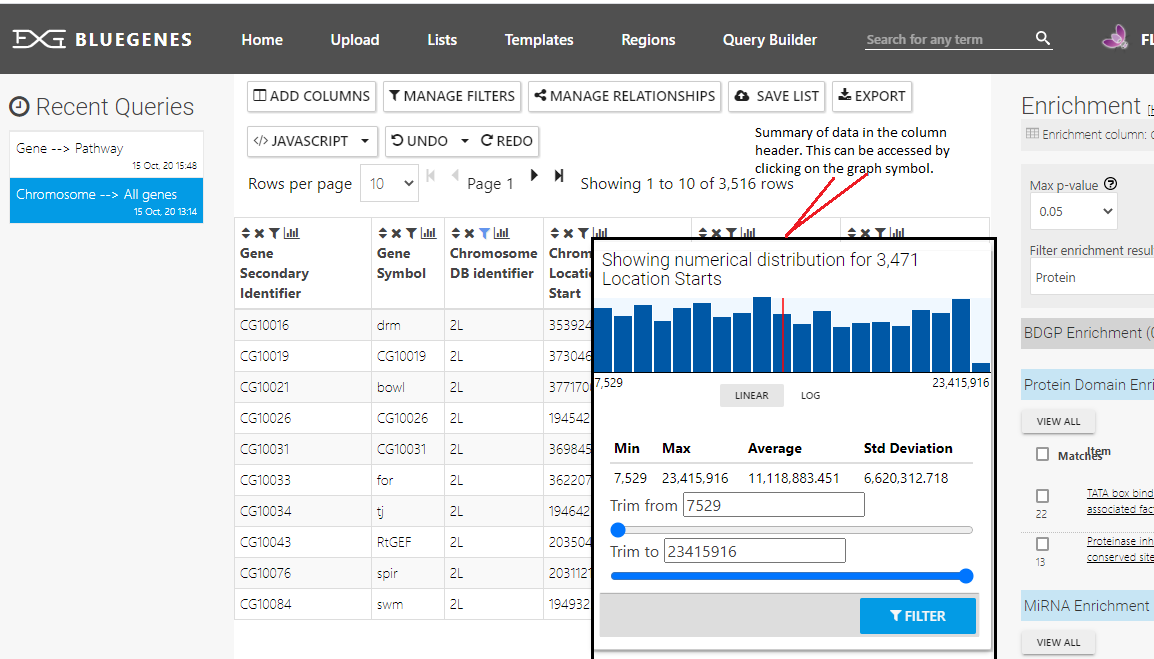 BLUEGENES
Home
Upload
Lists
Templates
Regions
Query Builder
Search for any term
FL
Recent Queries
Gene --> Pathway
15 Oct, 20 15:48
Chromosome --> All genes
15 Oct, 20 13:14
ADD COLUMNS
MANAGE FILTERS
MANAGE RELATIONSHIPS
SAVE LIST
EXPORT
</> JAVASCRIPT
UNDO
REDO
Summary of data in the column
header. This can be accessed by
clicking on the graph symbol.
Rows per page
10
Page 1
Showing 1 to 10 of 3,516 rows
Gene
Secondary
Identifier
Gene
Symbol
Chromosome
DB identifier
Chrom
Locatio
Start
CG10016 drm 2L 353924
CG10019 CG10019 2L 373046
CG10021 bowl 2L 377170
CG10026 CG10026 2L 194542
CG10031 CG10031 2L 369845
CG10033 for 2L 362207
CG10034 tj 2L 194642
CG10043 RtGEF 2L 203504
CG10076 spir 2L 2031121
CG10084 swm 2L 194932
Showing numerical distribution for 3,471
Location Starts
7,529
23,415,916
LINEAR
LOG
Min Max Average Std Deviation
7,529 23,415,916 11,118,883.451 6,620,312.718
Trim from 7529
Trim to 23415916
FILTER
Enrichment
Enrichment column:
Max p-value
0.05
Filter enrichment resul
Protein
BDGP Enrichment (
Protein Domain Enri
VIEW ALL
Item
Matches
TATA box bind
associated fac
22
Proteinase inh
conserved site
13
MiRNA Enrichment
VIEW ALL